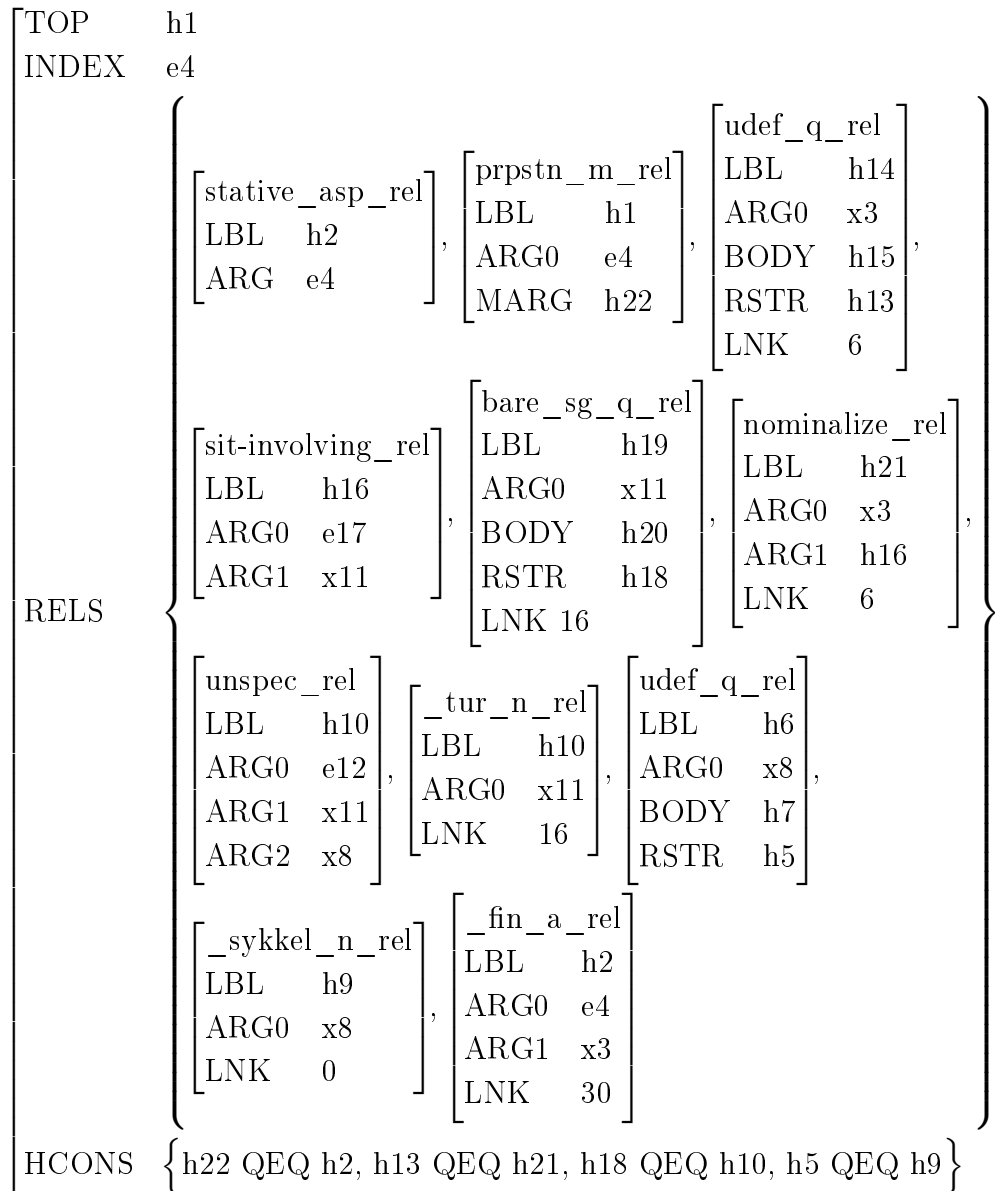 TOP h1
INDEX e4
RELS
stative_asp_rel
LBL h2
ARG e4
,
prpstn_m_rel
LBL h1
ARG0 e4
MARG h22
,
udef_q_rel
LBL h14
ARG0 x3
BODY h15
RSTR h13
LNK 6
,
sit-involving_rel
LBL h16
ARG0 e17
ARG1 x11
,
bare_sg_q_rel
LBL h19
ARG0 x11
BODY h20
RSTR h18
LNK 16
,
nominalize_rel
LBL h21
ARG0 x3
ARG1 h16
LNK 6
,
unspec_rel
LBL h10
ARG0 e12
ARG1 x11
ARG2 x8
,
_tur_n_rel
LBL h10
ARG0 x11
LNK 16
,
udef_q_rel
LBL h6
ARG0 x8
BODY h7
RSTR h5
,
_sykkel_n_rel
LBL h9
ARG0 x8
LNK 0
,
_fin_a_rel
LBL h2
ARG0 e4
ARG1 x3
LNK 30
HCONS {h22 QEQ h2, h13 QEQ h21, h18 QEQ h10, h5 QEQ h9}